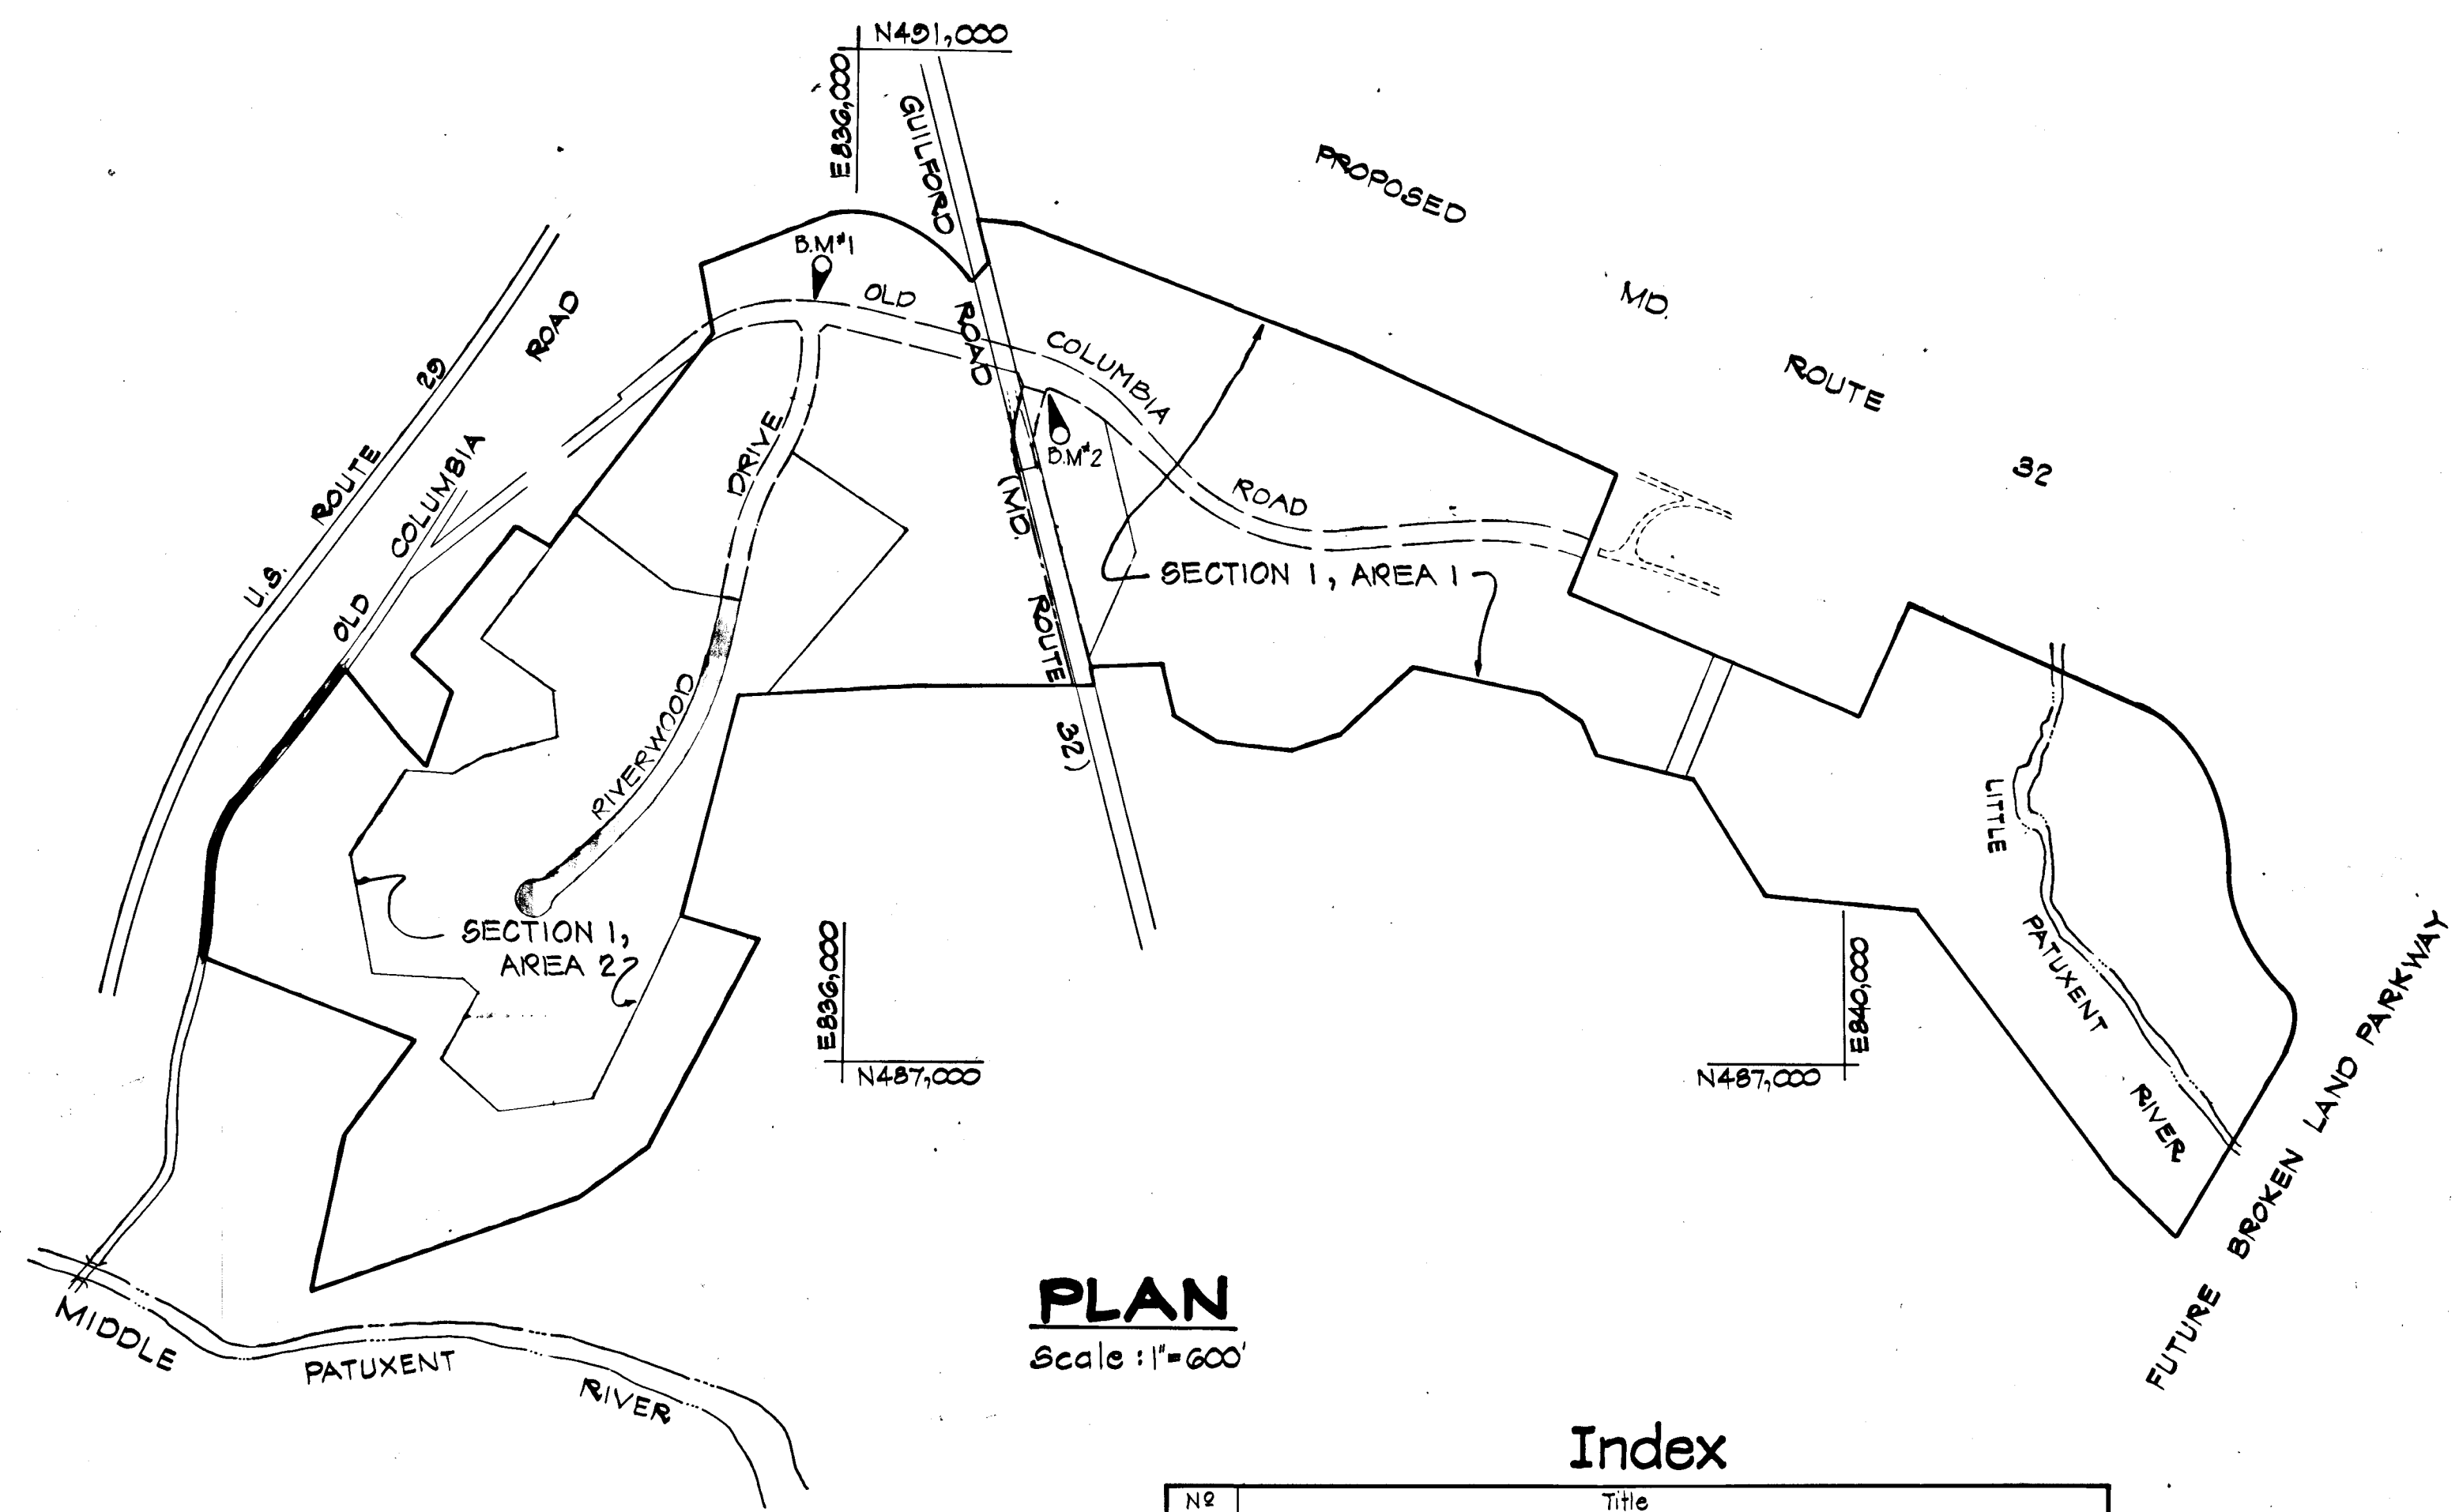 N491,000
E836,000
GUILFORD
ROAD
(MD.
ROUTE
32)
PROPOSED
MD.
ROUTE
32
B.M#1
OLD
COLUMBIA
ROAD
B.M#2
U.S.
ROUTE
29
OLD
COLUMBIA
ROAD
RIVERWOOD
DRIVE
SECTION 1, AREA 1
SECTION 1,
AREA 2
E836,000
N487,000
E840,000
N487,000
LITTLE
PATUXENT
RIVER
FUTURE BROKEN LAND PARKWAY
MIDDLE
PATUXENT
RIVER
PLAN
Scale : 1"=600'
Index
Nº
Title